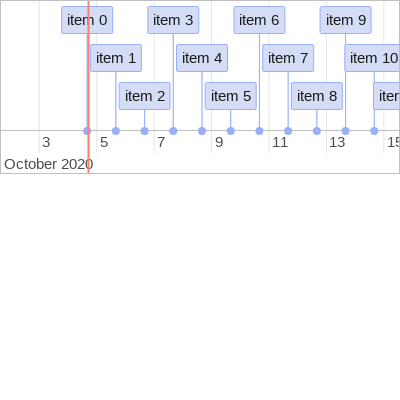 item 0 item 3 item 6 item 9
item 1 item 4 item 7 item 10
item 2 item 5 item 8
3 5 7 9 11 13 15
October 2020